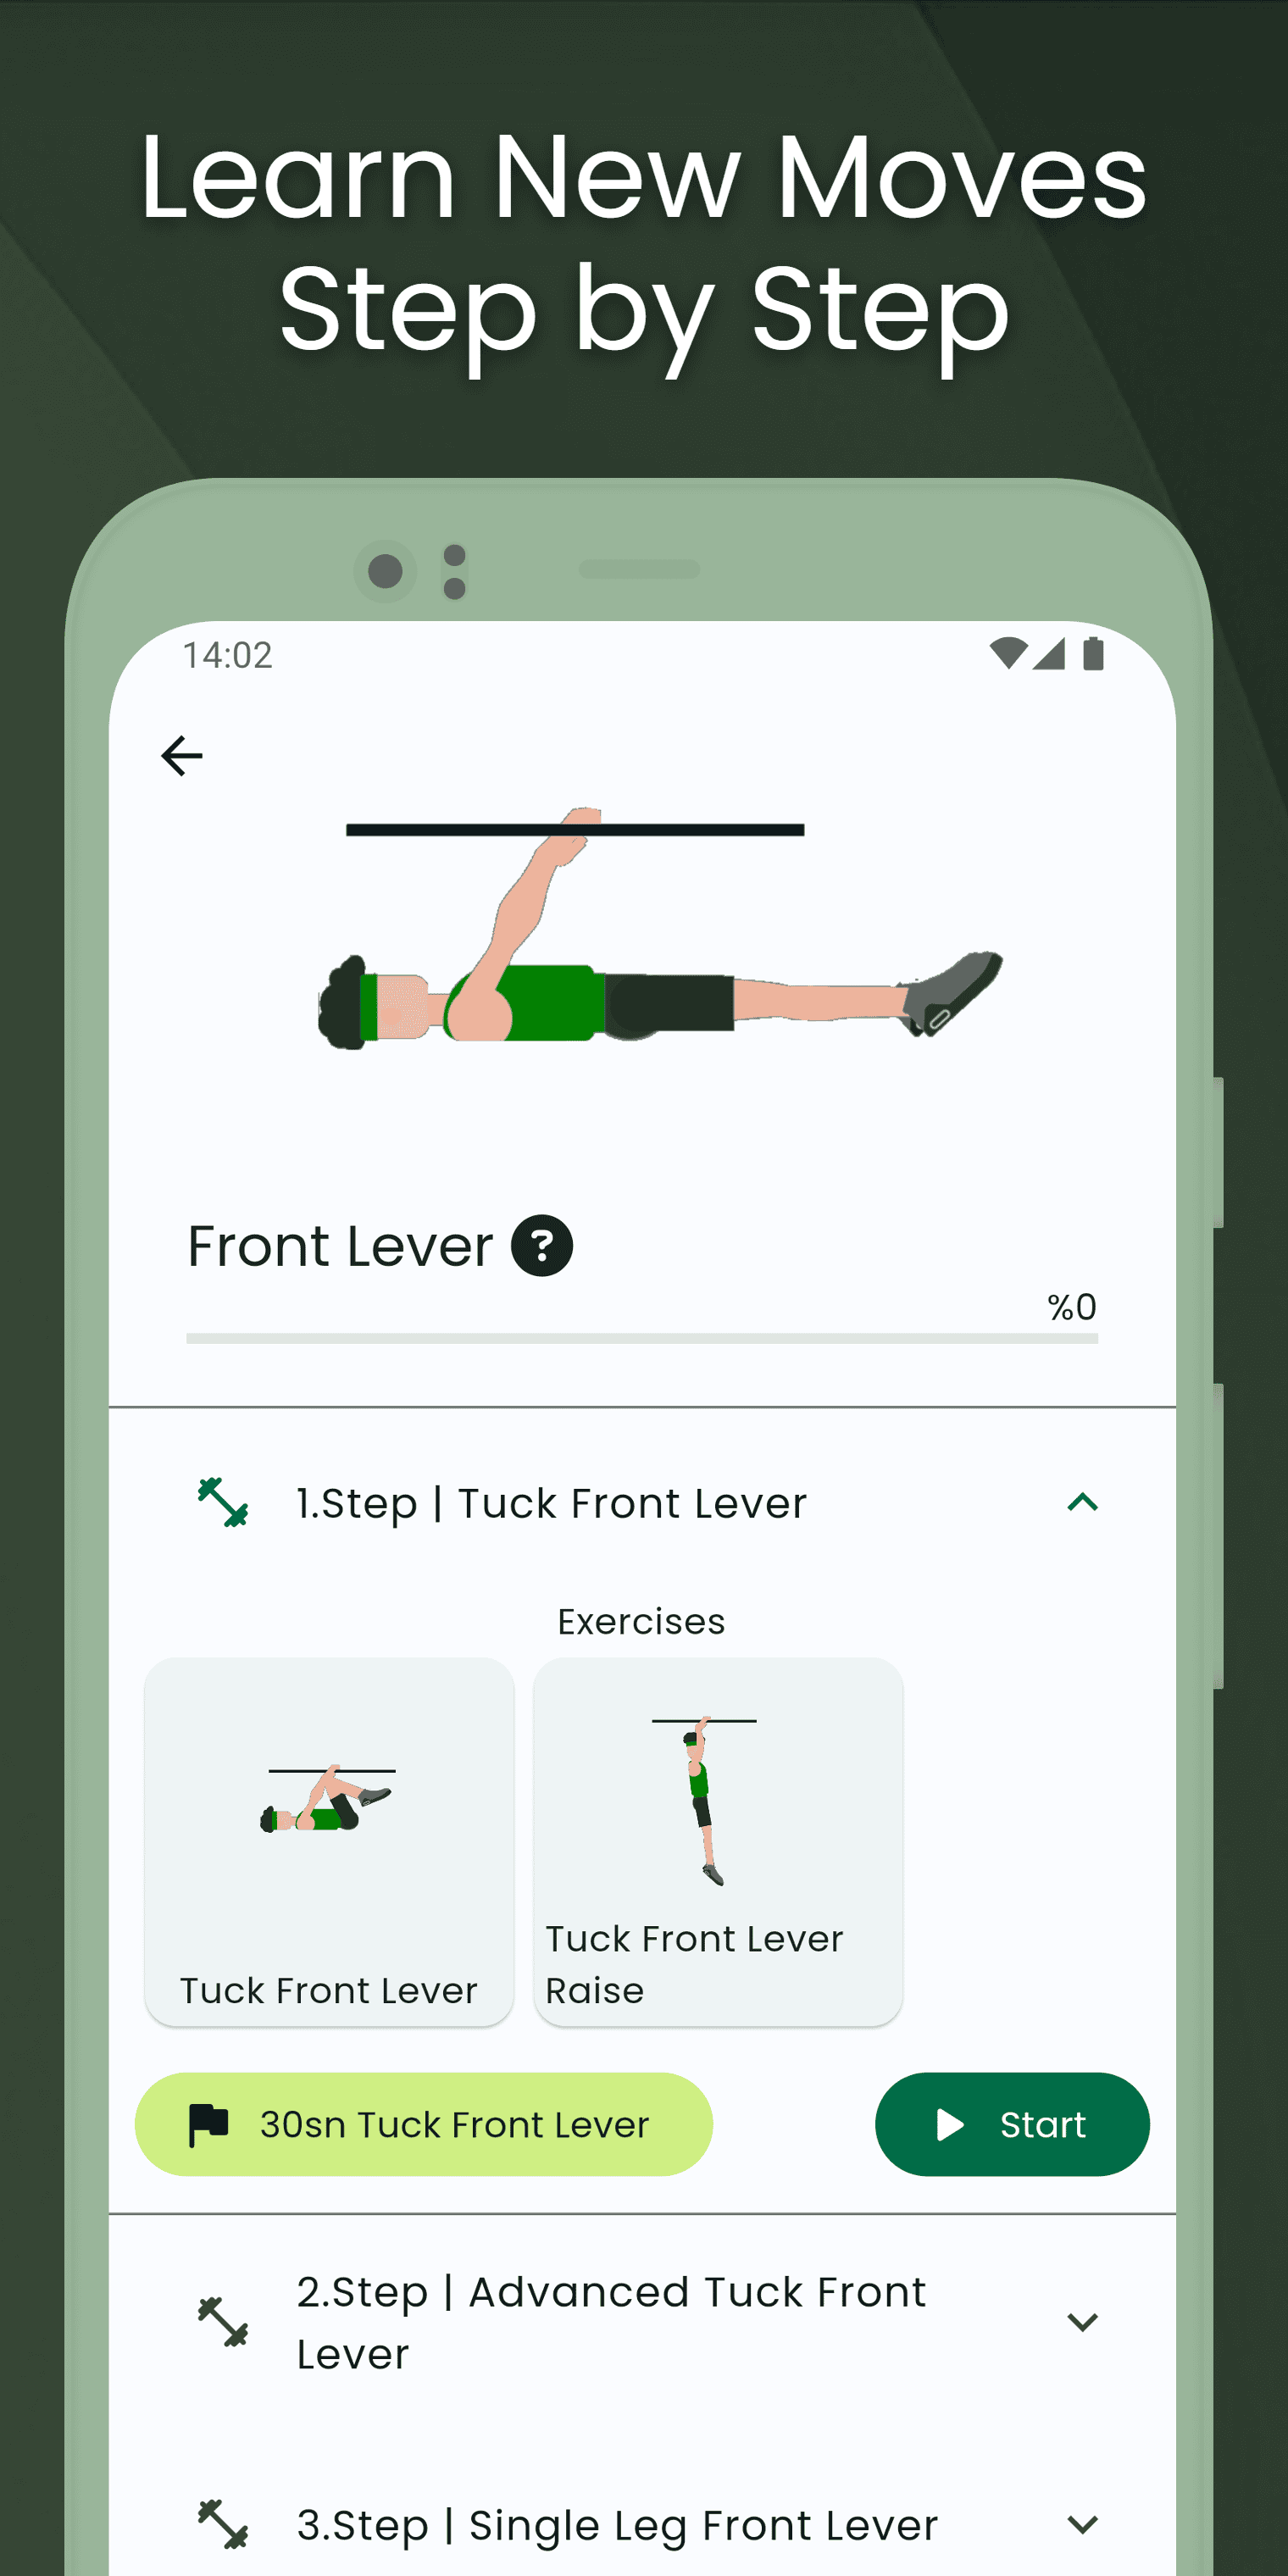 Learn New Moves
Step by Step
14:02
Front Lever ?
%0
1.Step | Tuck Front Lever
Exercises
Tuck Front Lever
Tuck Front Lever
Raise
30sn Tuck Front Lever
Start
2.Step | Advanced Tuck Front
Lever
3.Step | Single Leg Front Lever